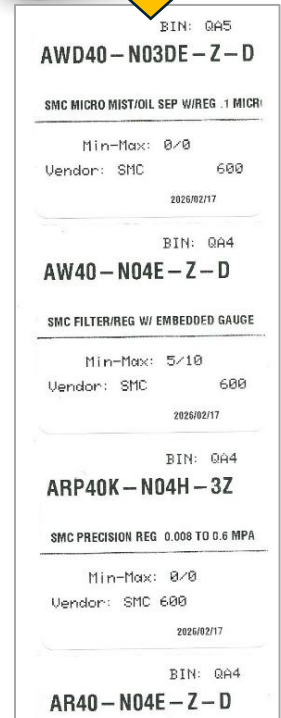 BIN: QA5
AWD40-N03DE-Z-D
SMC MICRO MIST/OIL SEP W/REG .1 MICR
Min-Max: 0/0
Vendor: SMC 600
2026/02/17
BIN: QA4
AW40-N04E-Z-D
SMC FILTER/REG W/ EMBEDDED GAUGE
Min-Max: 5/10
Vendor: SMC 600
2026/02/17
BIN: QA4
ARP40K-N04H-3Z
SMC PRECISION REG 0.008 TO 0.6 MPA
Min-Max: 0/0
Vendor: SMC 600
2026/02/17
BIN: QA4
AR40-N04E-Z-D